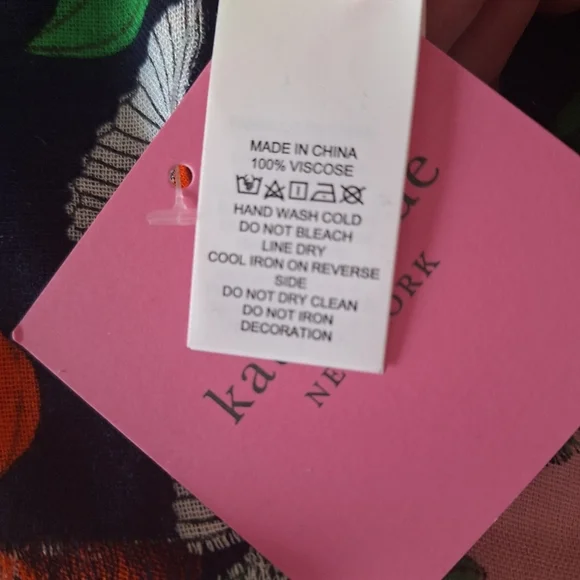 MADE IN CHINA
100% VISCOSE
HAND WASH COLD
DO NOT BLEACH
LINE DRY
COOL IRON ON REVERSE
SIDE
DO NOT DRY CLEAN
DO NOT IRON
DECORATION